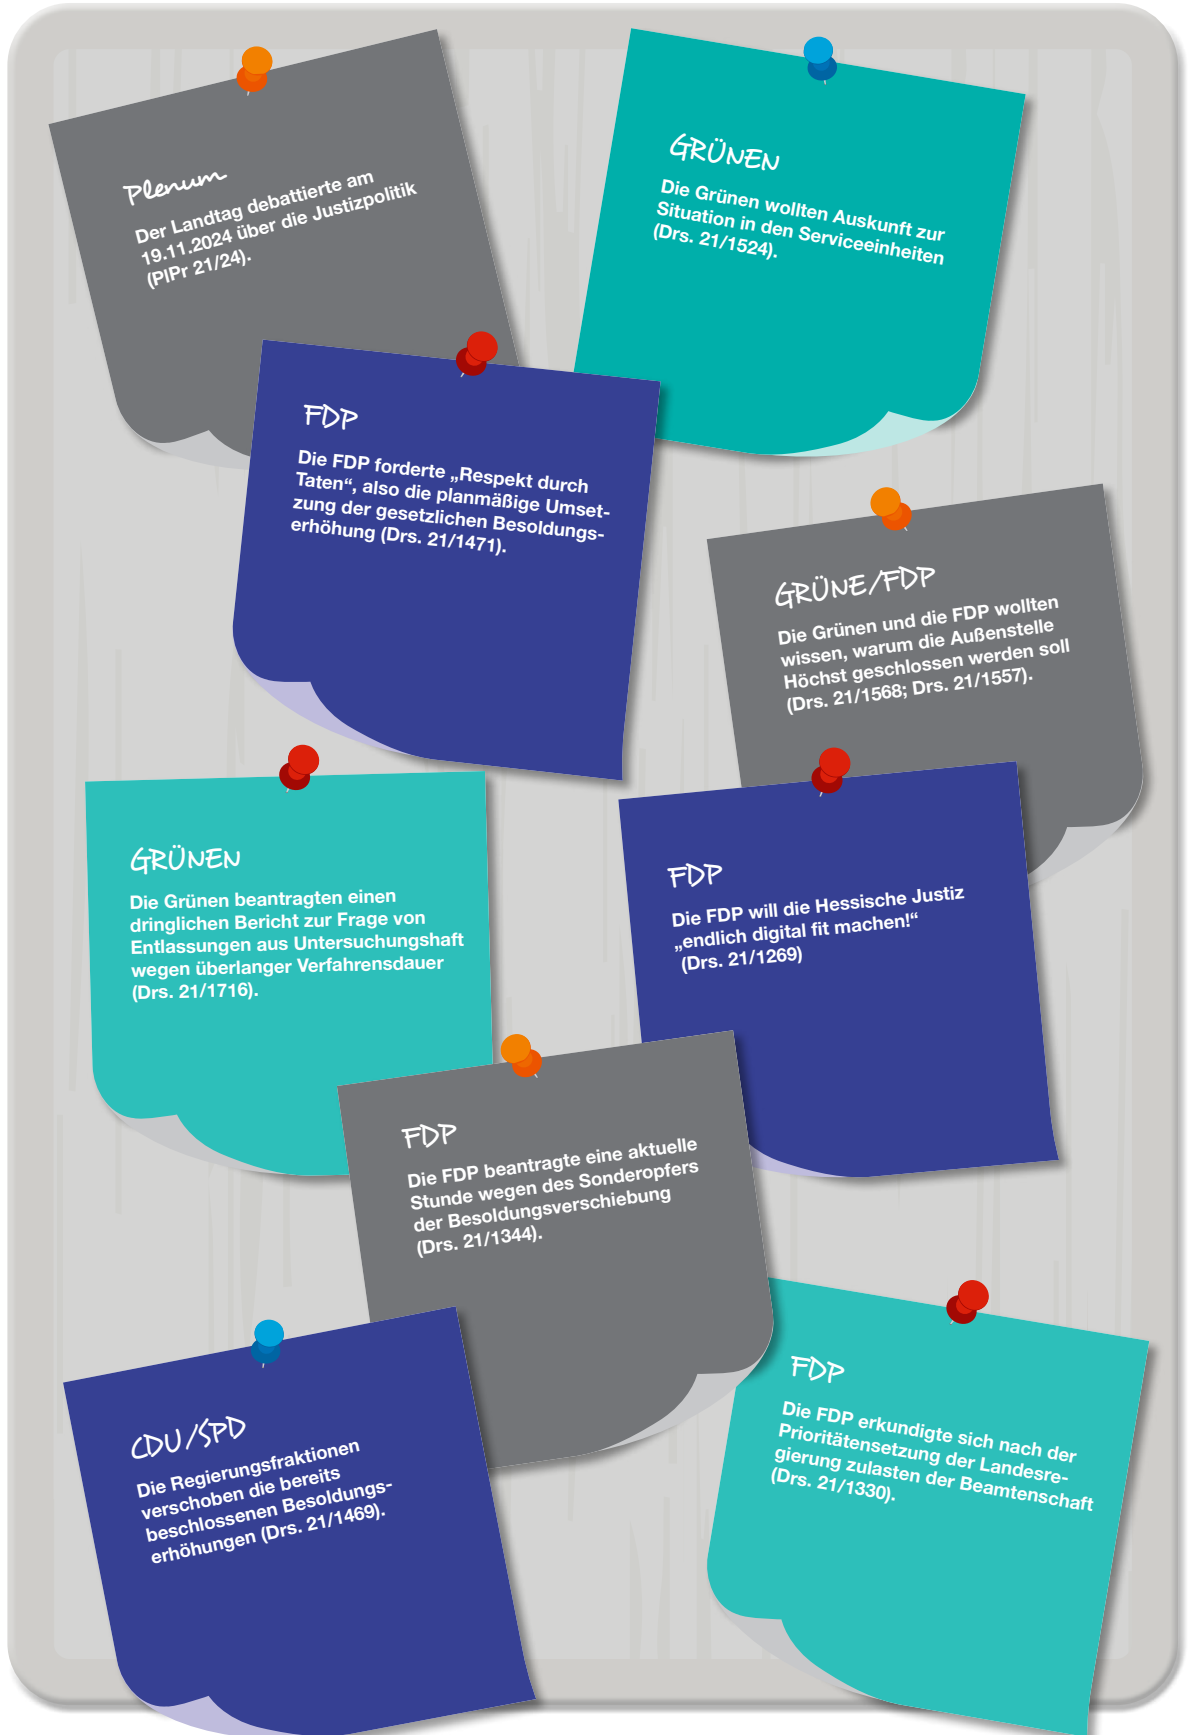 Plenum
Der Landtag debattierte am
19.11.2024 über die Justizpolitik
(PlPr 21/24).
GRÜNEN
Die Grünen wollten Auskunft zur
Situation in den Serviceeinheiten
(Drs. 21/1524).
FDP
Die FDP forderte „Respekt durch
Taten“, also die planmäßige Umset-
zung der gesetzlichen Besoldungs-
erhöhung (Drs. 21/1471).
GRÜNE/FDP
Die Grünen und die FDP wollten
wissen, warum die Außenstelle
Höchst geschlossen werden soll
(Drs. 21/1568; Drs. 21/1557).
GRÜNEN
Die Grünen beantragten einen
dringlichen Bericht zur Frage von
Entlassungen aus Untersuchungshaft
wegen überlanger Verfahrensdauer
(Drs. 21/1716).
FDP
Die FDP will die Hessische Justiz
„endlich digital fit machen!“
(Drs. 21/1269)
FDP
Die FDP beantragte eine aktuelle
Stunde wegen des Sonderopfers
der Besoldungsverschiebung
(Drs. 21/1344).
CDU/SPD
Die Regierungsfraktionen
verschoben die bereits
beschlossenen Besoldungs-
erhöhungen (Drs. 21/1469).
FDP
Die FDP erkundigte sich nach der
Prioritätensetzung der Landesre-
gierung zulasten der Beamtenschaft
(Drs. 21/1330).